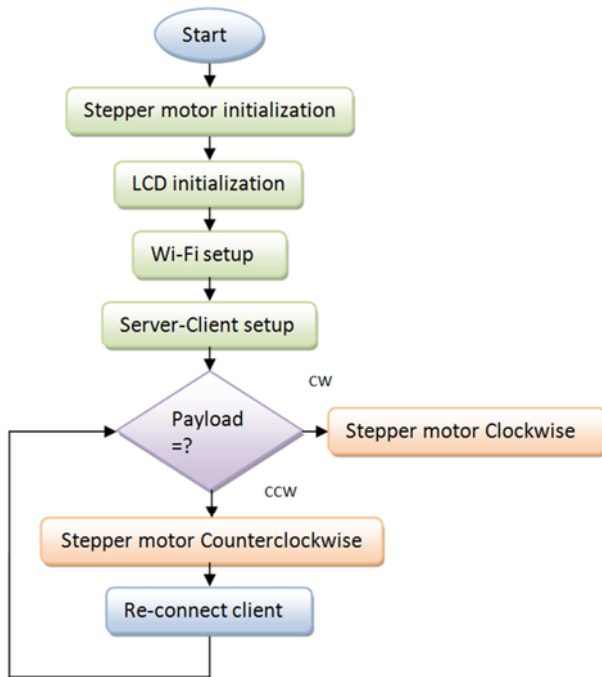 Start
Stepper motor initialization
LCD initialization
Wi-Fi setup
Server-Client setup
CW
Payload
=?
Stepper motor Clockwise
CCW
Stepper motor Counterclockwise
Re-connect client